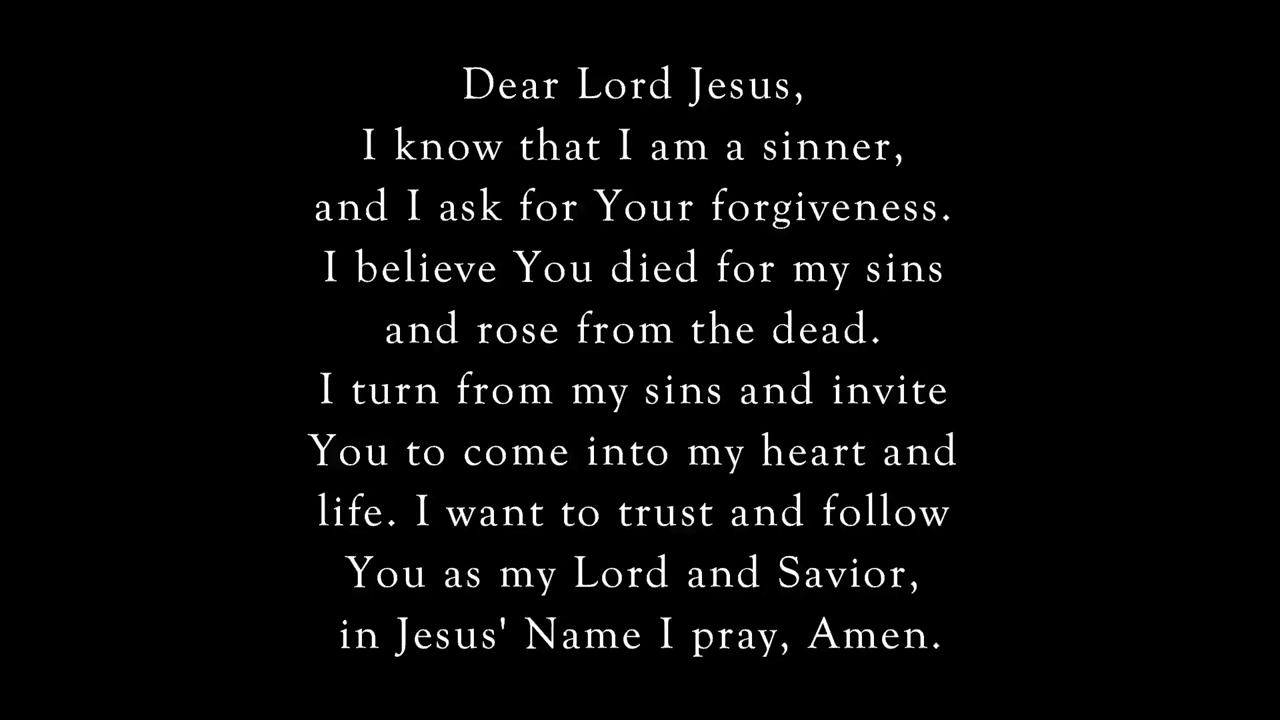 Dear Lord Jesus,
I know that I am a sinner,
and I ask for Your forgiveness.
I believe You died for my sins
and rose from the dead.
I turn from my sins and invite
You to come into my heart and
life. I want to trust and follow
You as my Lord and Savior,
in Jesus' Name I pray, Amen.